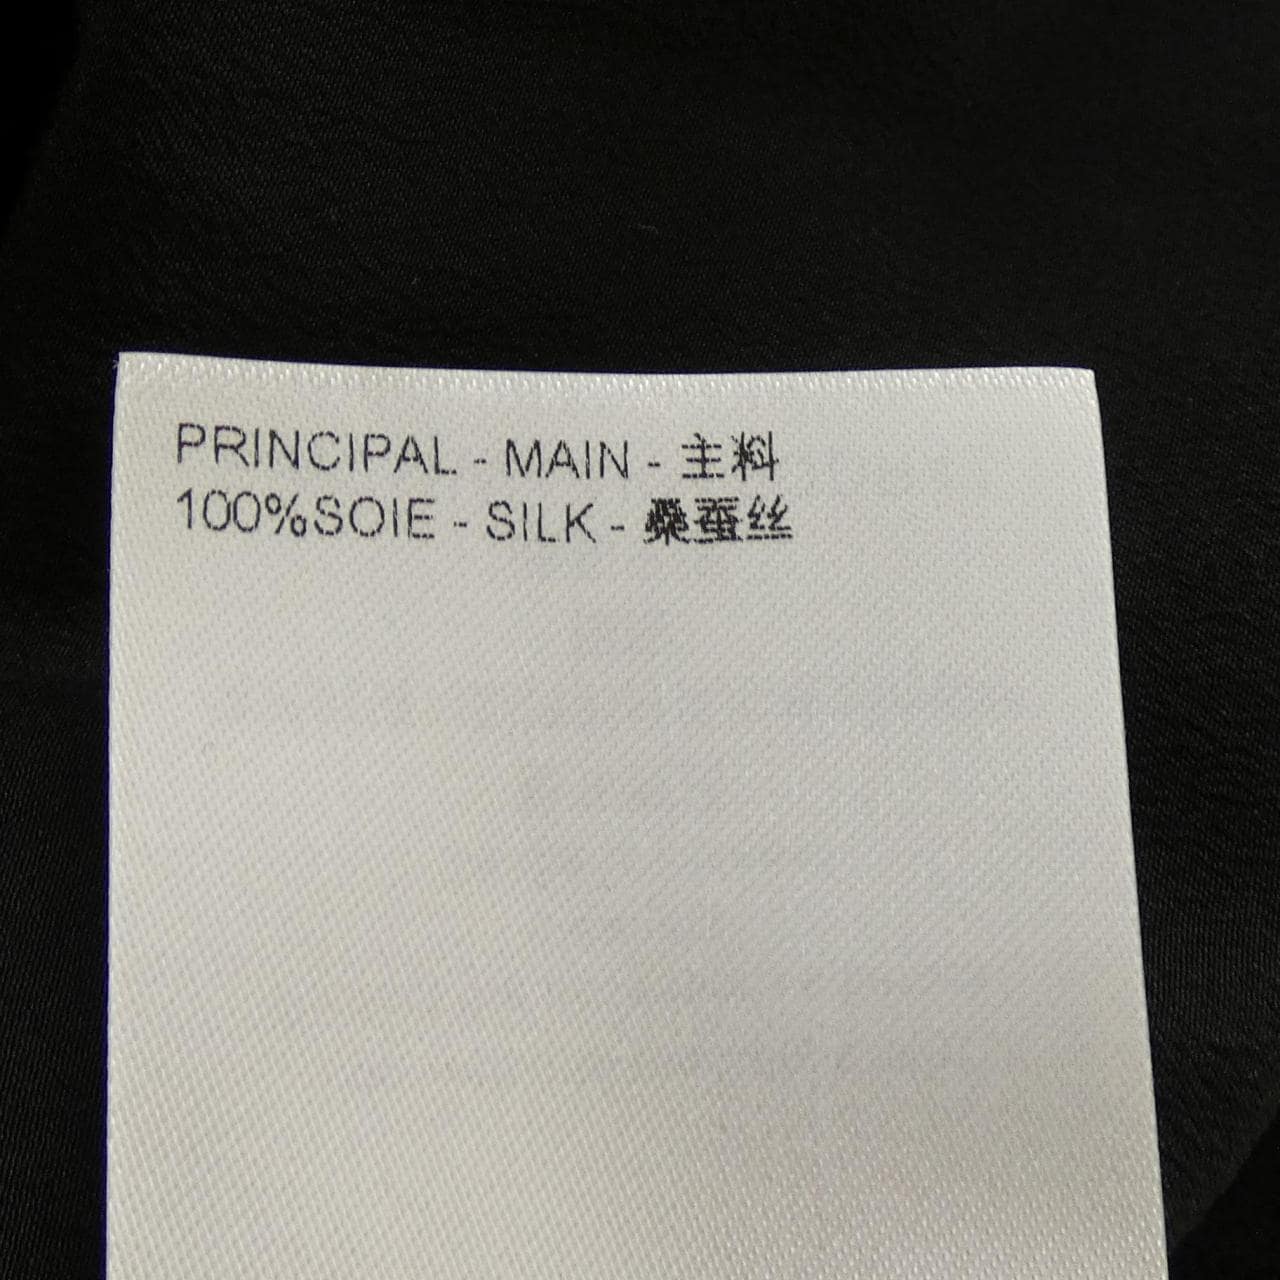 PRINCIPAL - MAIN - 主料
100%SOIE - SILK - 桑蚕丝